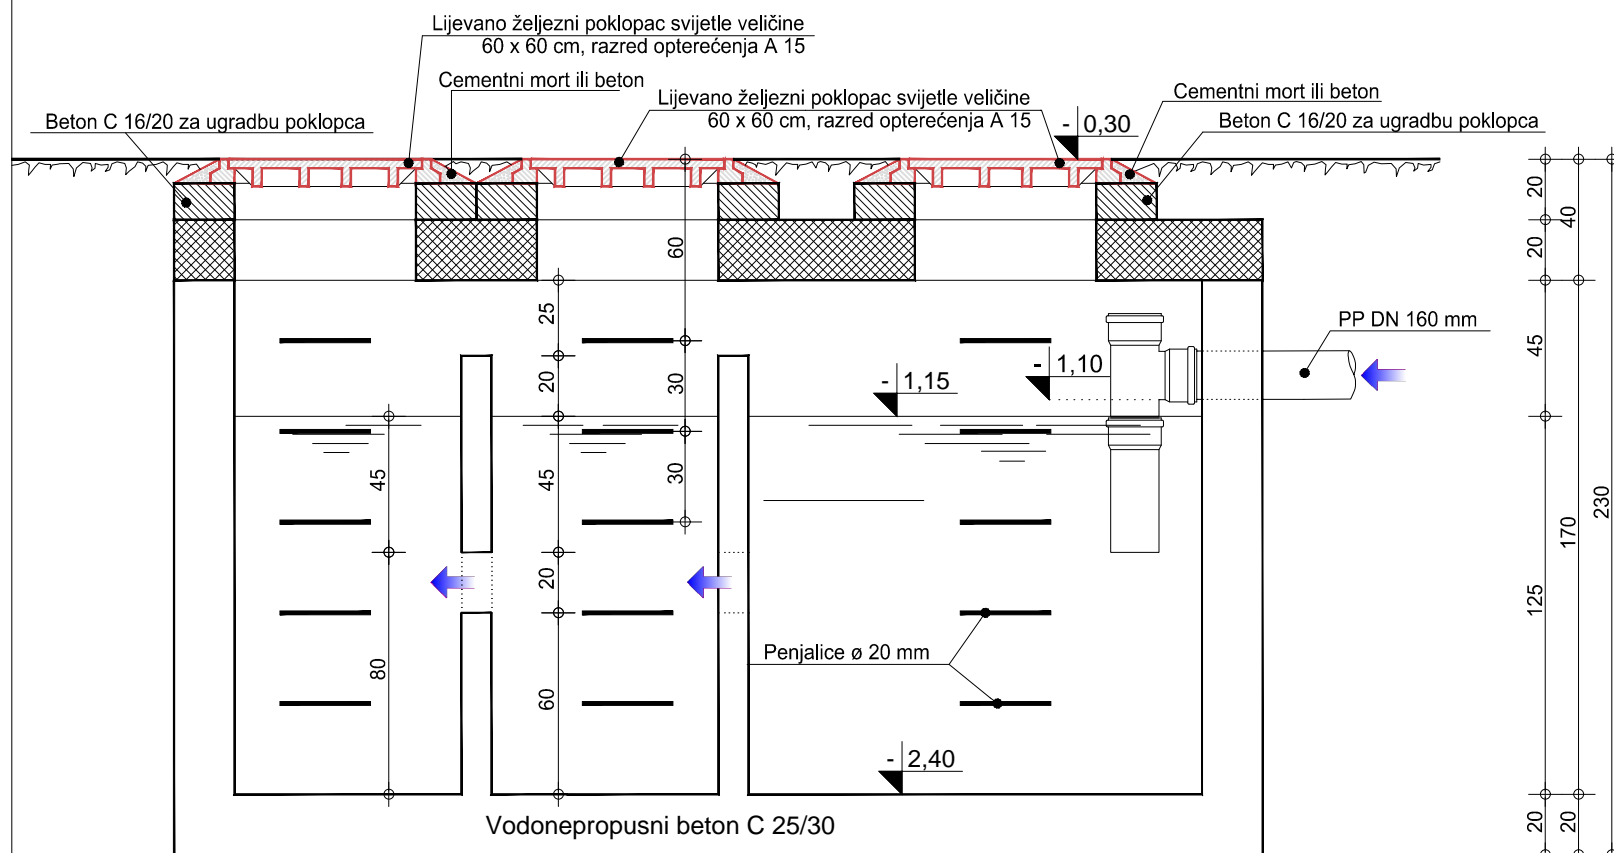 Lijevano željezni poklopac svijetle veličine
60 x 60 cm, razred opterećenja A 15
Cementni mort ili beton
Lijevano željezni poklopac svijetle veličine
60 x 60 cm, razred opterećenja A 15
Cementni mort ili beton
Beton C 16/20 za ugradbu poklopca
- 0,30
Beton C 16/20 za ugradbu poklopca
20
40
60
20
25
PP DN 160 mm
45
20
30
- 1,10
- 1,15
45
45
30
230
170
20
125
Penjalice ø 20 mm
80
60
- 2,40
Vodonepropusni beton C 25/30
20
20